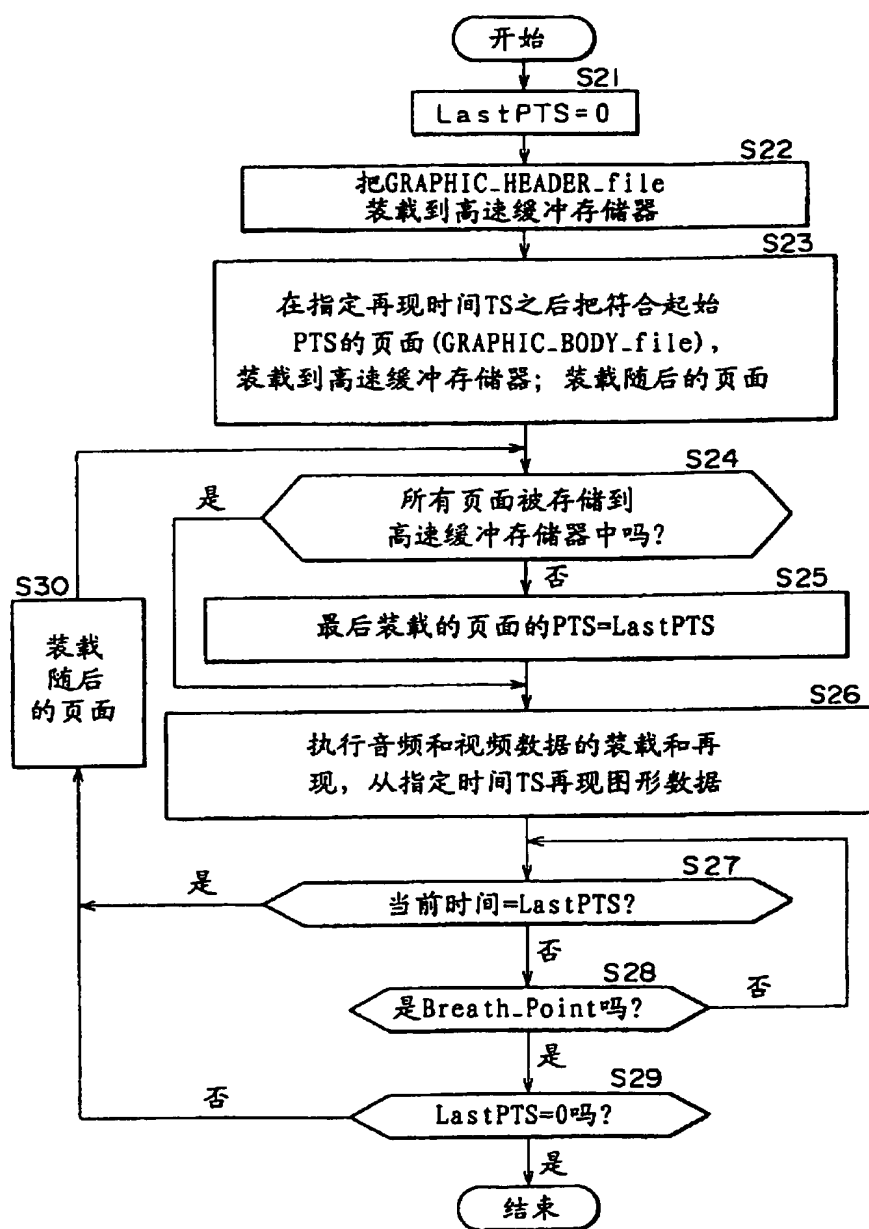 开始
S21
LastPTS=0
S22
把GRAPHIC_HEADER_file
装载到高速缓冲存储器
S23
在指定再现时间TS之后把符合起始
PTS的页面(GRAPHIC_BODY_file),
装载到高速缓冲存储器；装载随后的页面
S24
是
所有页面被存储到
高速缓冲存储器中吗?
否
S30
装载
随后
的页面
S25
最后装载的页面的PTS=LastPTS
S26
执行音频和视频数据的装载和再
现，从指定时间TS再现图形数据
S27
是
当前时间=LastPTS?
否
S28
是Breath_Point吗?
否
是
S29
否
LastPTS=0吗?
是
结束